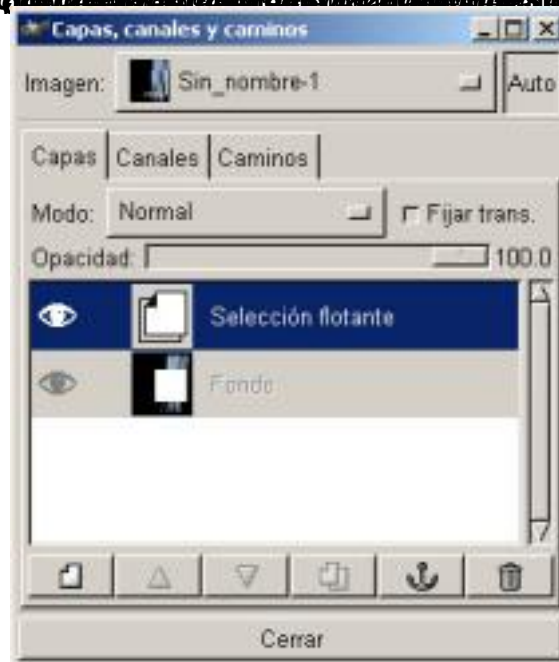 Capas, canales y caminos
Imagen: Sin_nombre-1 Auto
Capas Canales Caminos
Modo: Normal Fijar trans.
Opacidad: 100.0
Selección flotante
Fondo
Cerrar